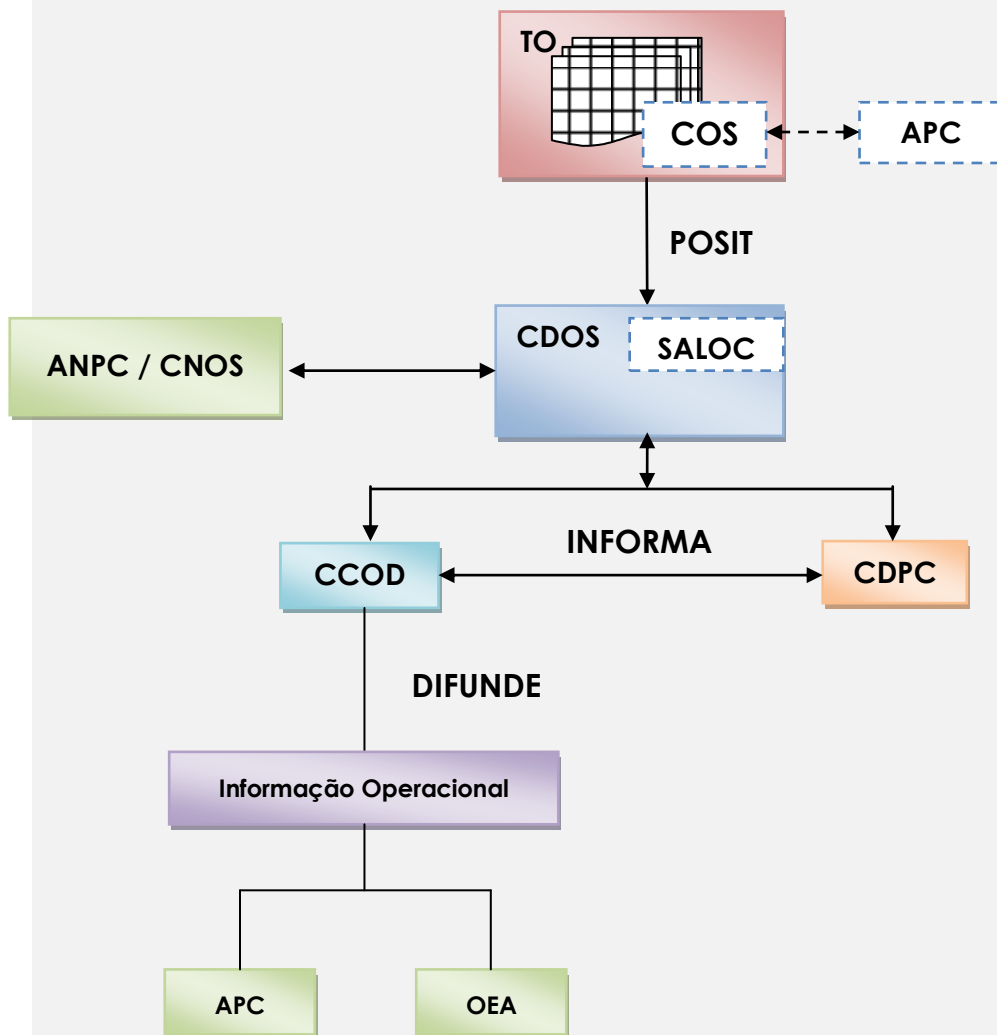 TO
COS
APC
POSIT
CDOS
SALOC
ANPC / CNOS
INFORMA
CCOD
CDPC
DIFUNDE
Informação Operacional
APC
OEA